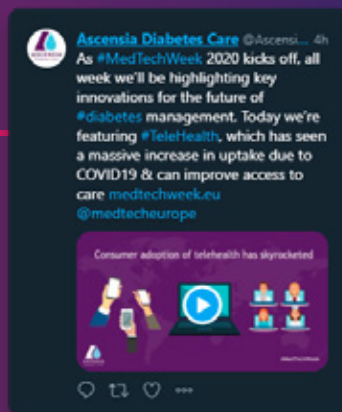 Ascensia Diabetes Care @Ascensi... 4h
As #MedTechWeek 2020 kicks off, all
week we'll be highlighting key
innovations for the future of
#diabetes management. Today we're
featuring #TeleHealth, which has seen
a massive increase in uptake due to
COVID19 & can improve access to
care medtechweek.eu
@medtecheurope
Consumer adoption of telehealth has skyrocketed
#MedTechWeek